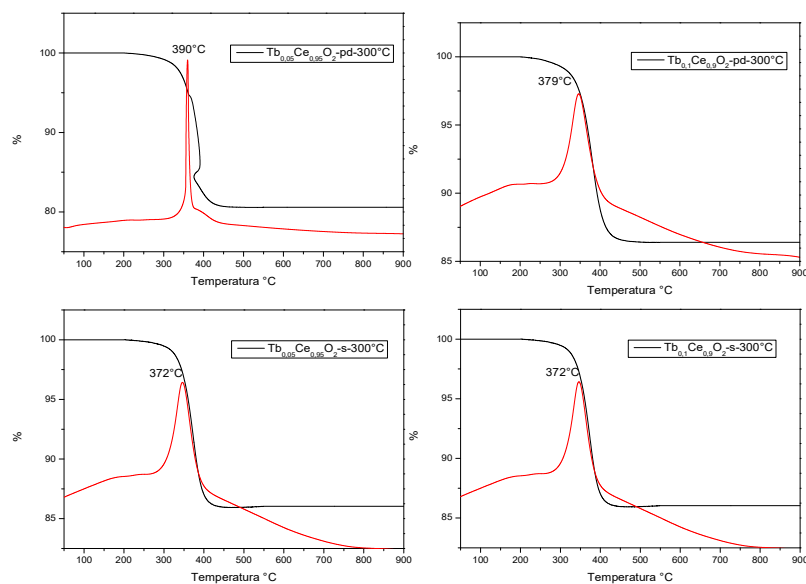 390°C
Tb0,05Ce0,95O2-pd-300°C
100
90
80
%
100 200 300 400 500 600 700 800 900
Temperatura °C
379°C
Tb0,1Ce0,9O2-pd-300°C
100
95
90
85
%
100 200 300 400 500 600 700 800 900
Temperatura °C
372°C
Tb0,05Ce0,95O2-s-300°C
100
95
90
85
%
100 200 300 400 500 600 700 800 900
Temperatura °C
372°C
Tb0,1Ce0,9O2-s-300°C
100
95
90
85
%
100 200 300 400 500 600 700 800 900
Temperatura °C